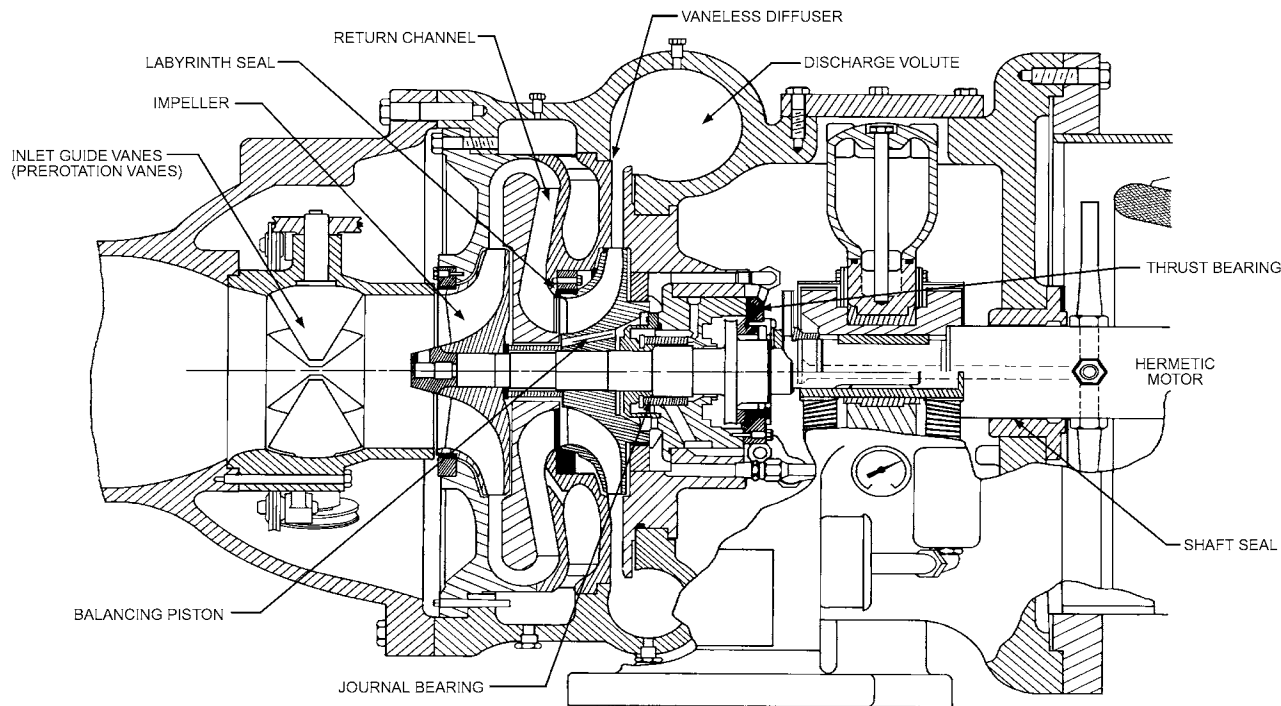 VANELESS DIFFUSER
RETURN CHANNEL
LABYRINTH SEAL
DISCHARGE VOLUTE
IMPELLER
INLET GUIDE VANES
(PREROTATION VANES)
THRUST BEARING
HERMETIC
MOTOR
SHAFT SEAL
BALANCING PISTON
JOURNAL BEARING